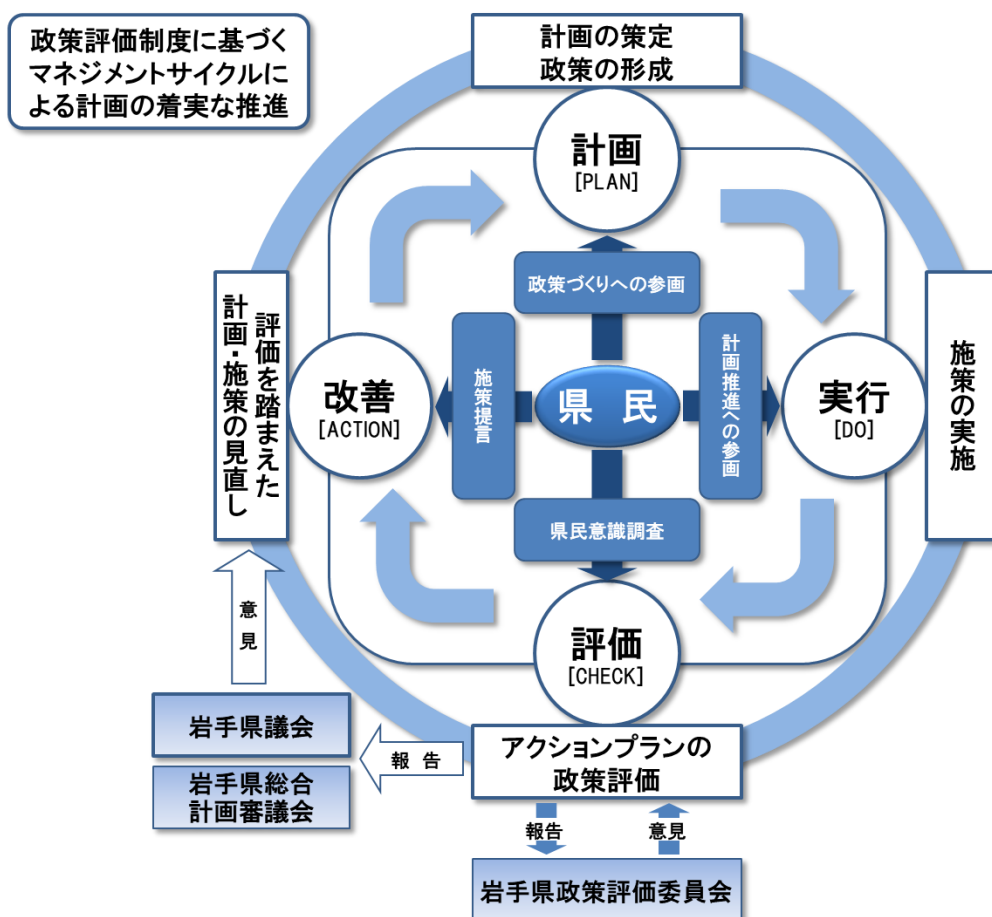 政策評価制度に基づく
マネジメントサイクルに
よる計画の着実な推進
計画の策定
政策の形成
計画
[PLAN]
政策づくりへの参画
評価を踏まえた
計画・施策の見直し
改善
[ACTION]
施策提言
県 民
計画推進への参画
実行
[DO]
施策の実施
県民意識調査
評価
[CHECK]
意見
岩手県議会
岩手県総合
計画審議会
報 告
アクションプランの
政策評価
報告
意見
岩手県政策評価委員会